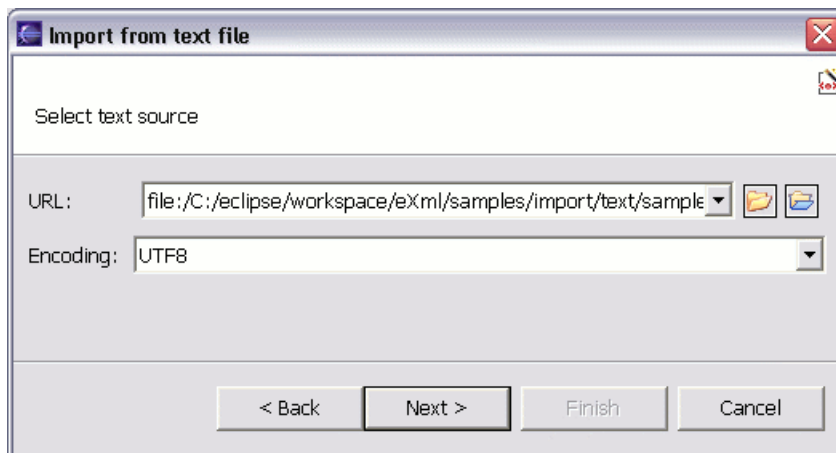 Import from text file
Select text source
URL: file:/C:/eclipse/workspace/eXml/samples/import/text/sample
Encoding: UTF8
< Back Next > Finish Cancel